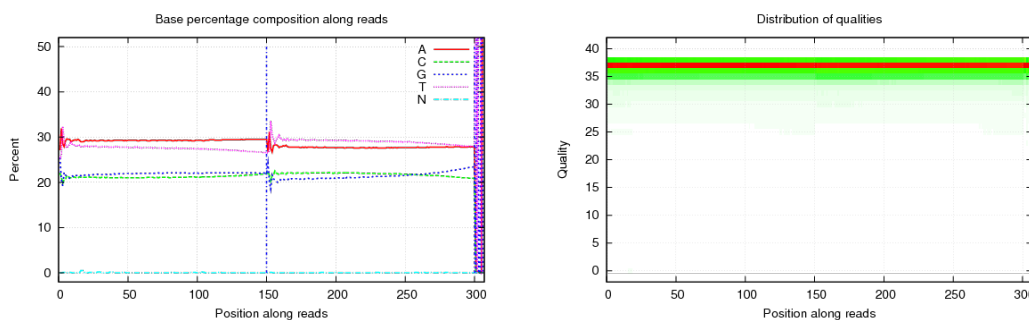 Base percentage composition along reads
50
40
30
20
10
0
Percent
A
C
G
T
N
0 50 100 150 200 250 300
Position along reads
Distribution of qualities
40
35
30
25
20
15
10
5
0
Quality
0 50 100 150 200 250 300
Position along reads